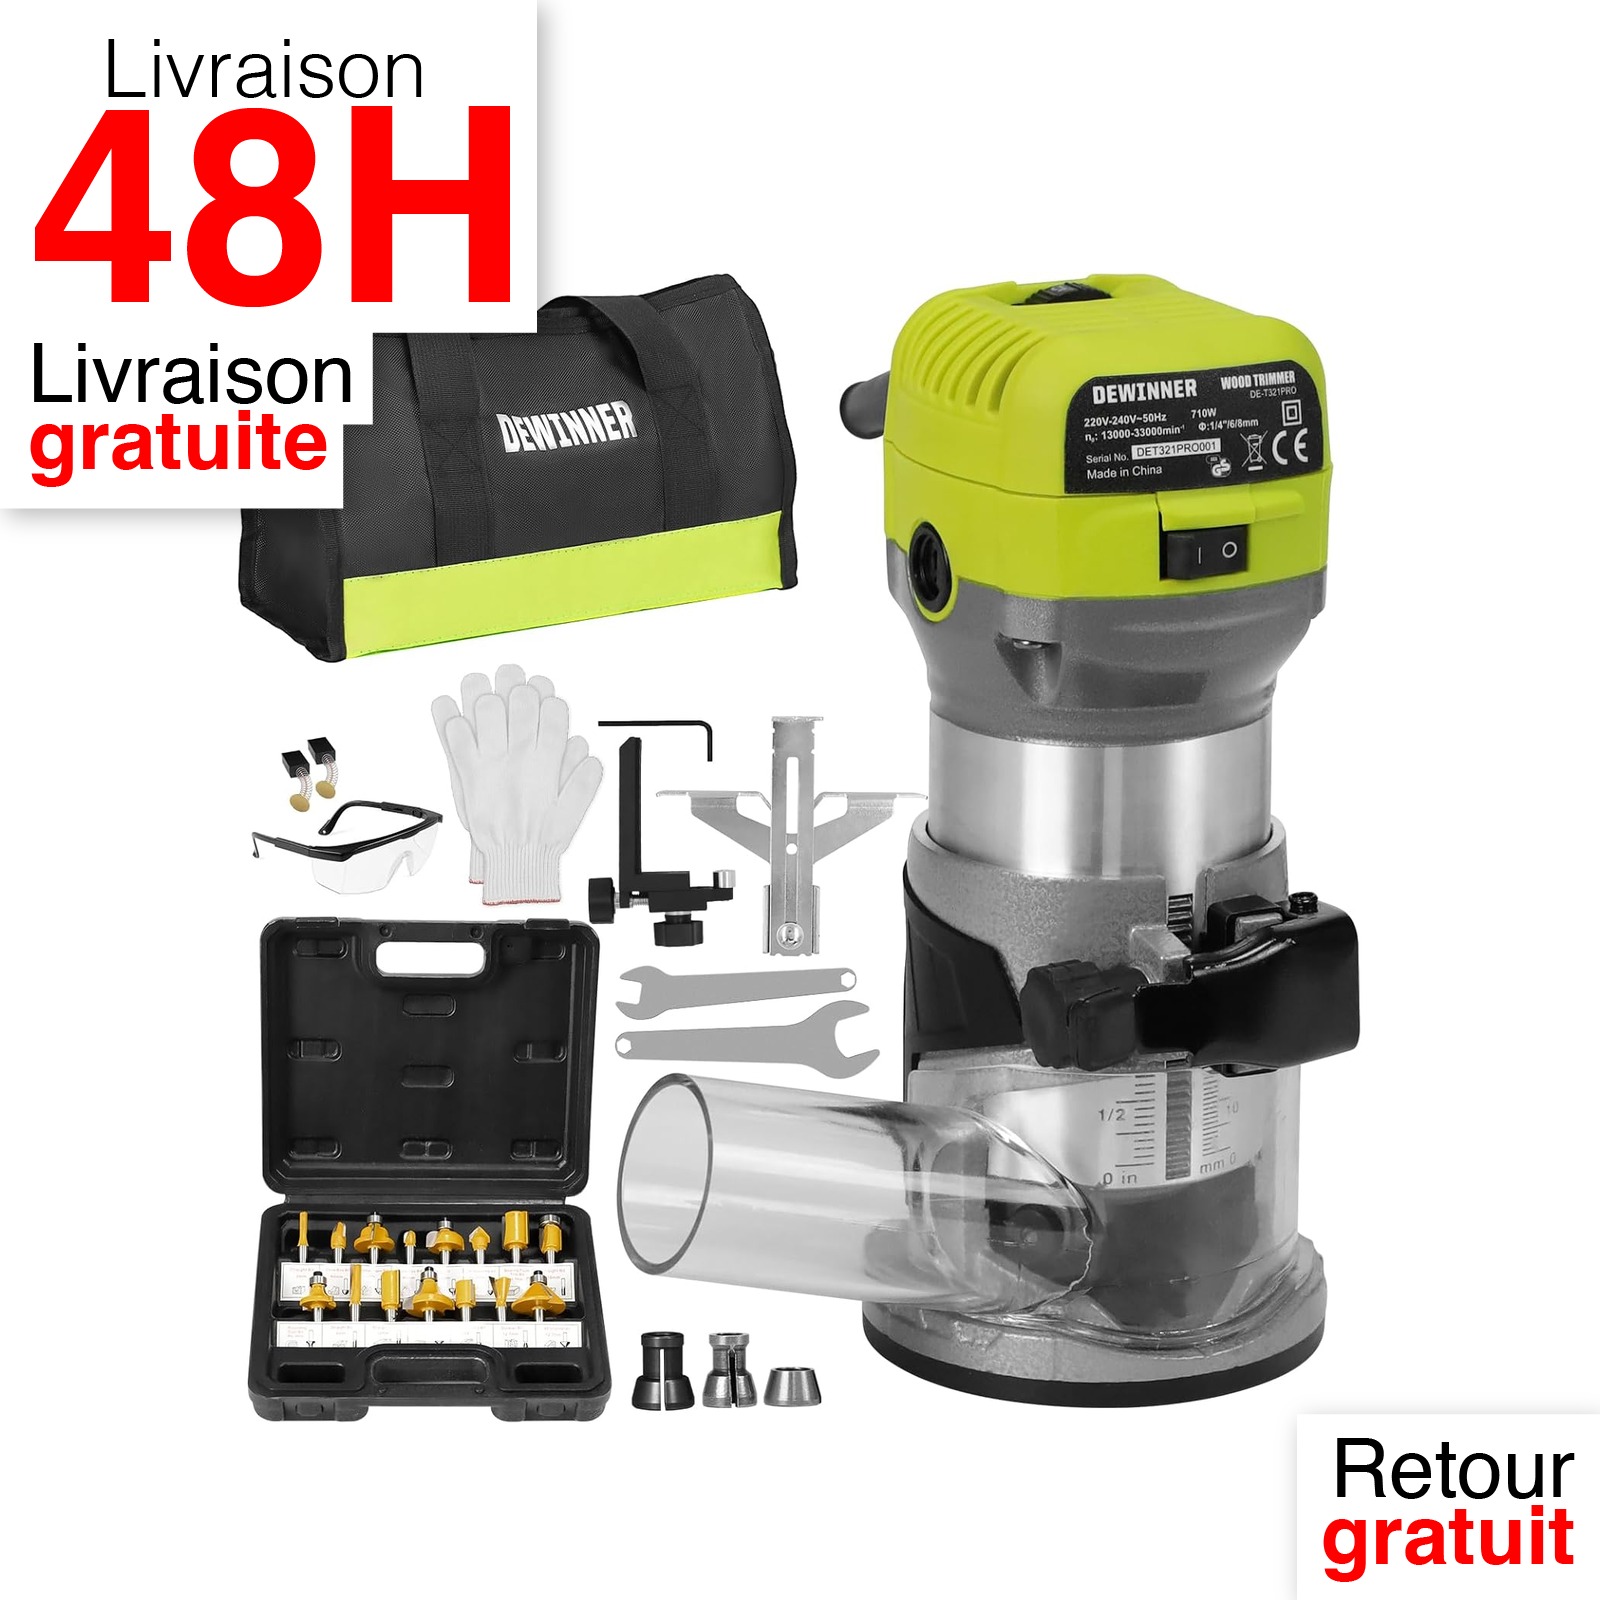 Livraison
48H
Livraison
gratuite
DEWINNER
DEWINNER WOOD TRIMMER
DE-T321PRO
220V-240V~50Hz 710W
n₀: 13000-33000min⁻¹ Φ:1/4"/6/8mm
Serial No. DET321PRO001
Made in China
CE
1/2 10
0 in mm 0
Retour
gratuit